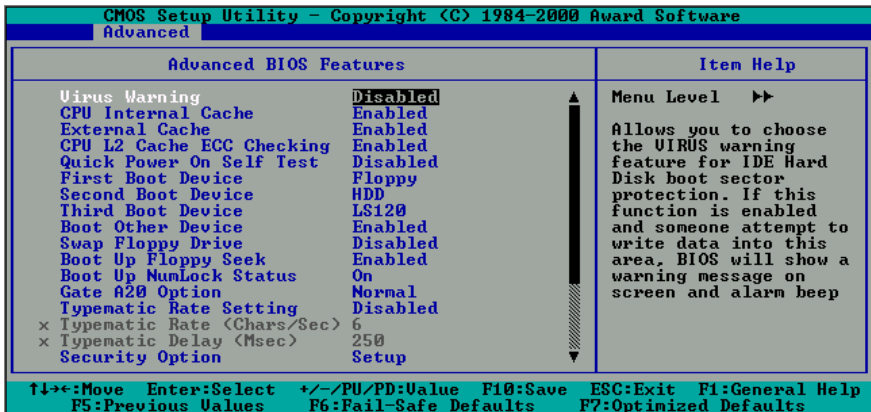 CMOS Setup Utility - Copyright (C) 1984-2000 Award Software
Advanced
Advanced BIOS Features
Virus Warning Disabled
CPU Internal Cache Enabled
External Cache Enabled
CPU L2 Cache ECC Checking Enabled
Quick Power On Self Test Disabled
First Boot Device Floppy
Second Boot Device HDD
Third Boot Device LS120
Boot Other Device Enabled
Swap Floppy Drive Disabled
Boot Up Floppy Seek Enabled
Boot Up NumLock Status On
Gate A20 Option Normal
Typematic Rate Setting Disabled
x Typematic Rate (Chars/Sec) 6
x Typematic Delay (Msec) 250
Security Option Setup
Item Help
Menu Level ▸▸
Allows you to choose
the VIRUS warning
feature for IDE Hard
Disk boot sector
protection. If this
function is enabled
and someone attempt to
write data into this
area, BIOS will show a
warning message on
screen and alarm beep
↑↓→←:Move Enter:Select +/-/PU/PD:Value F10:Save ESC:Exit F1:General Help
F5:Previous Values F6:Fail-Safe Defaults F7:Optimized Defaults